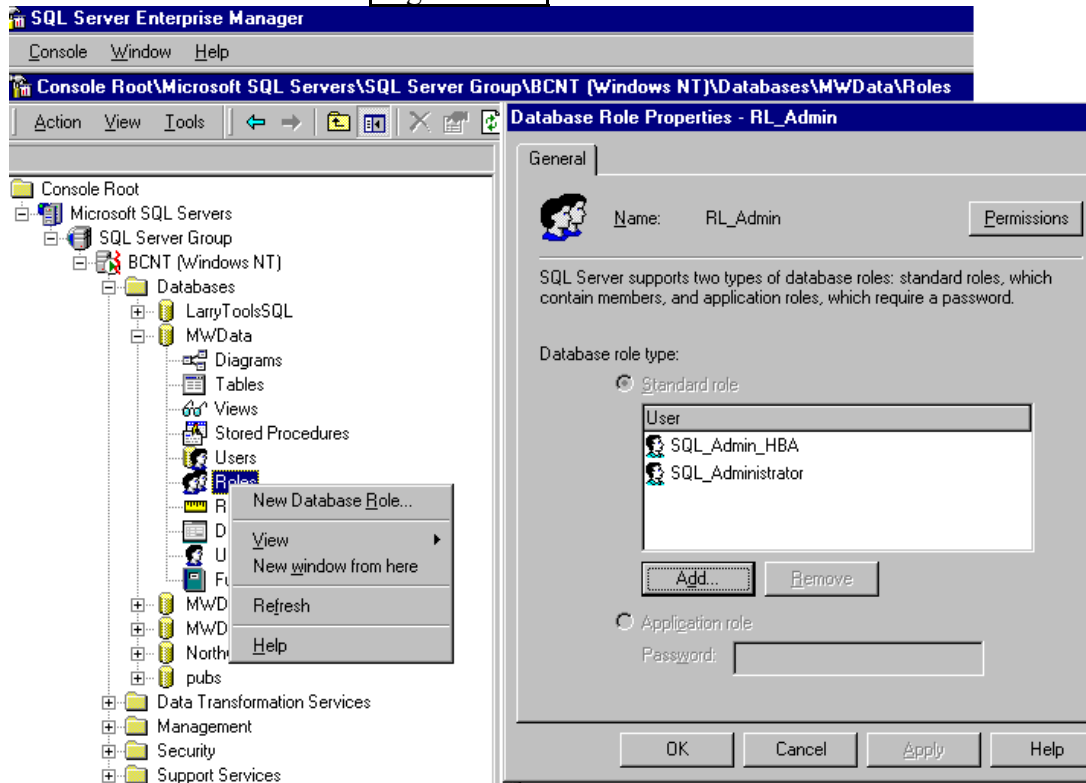 SQL Server Enterprise Manager
Console Window Help
Console Root\Microsoft SQL Servers\SQL Server Group\BCNT (Windows NT)\Databases\MWData\Roles
Action View Tools
Console Root
Microsoft SQL Servers
SQL Server Group
BCNT (Windows NT)
Databases
LarryToolsSQL
MWData
Diagrams
Tables
Views
Stored Procedures
Users
Roles
R
D
U
Fu
MWD
MWD
North
pubs
Data Transformation Services
Management
Security
Support Services
New Database Role...
View
New window from here
Refresh
Help
Database Role Properties - RL_Admin
General
Name: RL_Admin
Permissions
SQL Server supports two types of database roles: standard roles, which
contain members, and application roles, which require a password.
Database role type:
Standard role
User
SQL_Admin_HBA
SQL_Administrator
Add... Remove
Application role
Password:
OK Cancel Apply Help